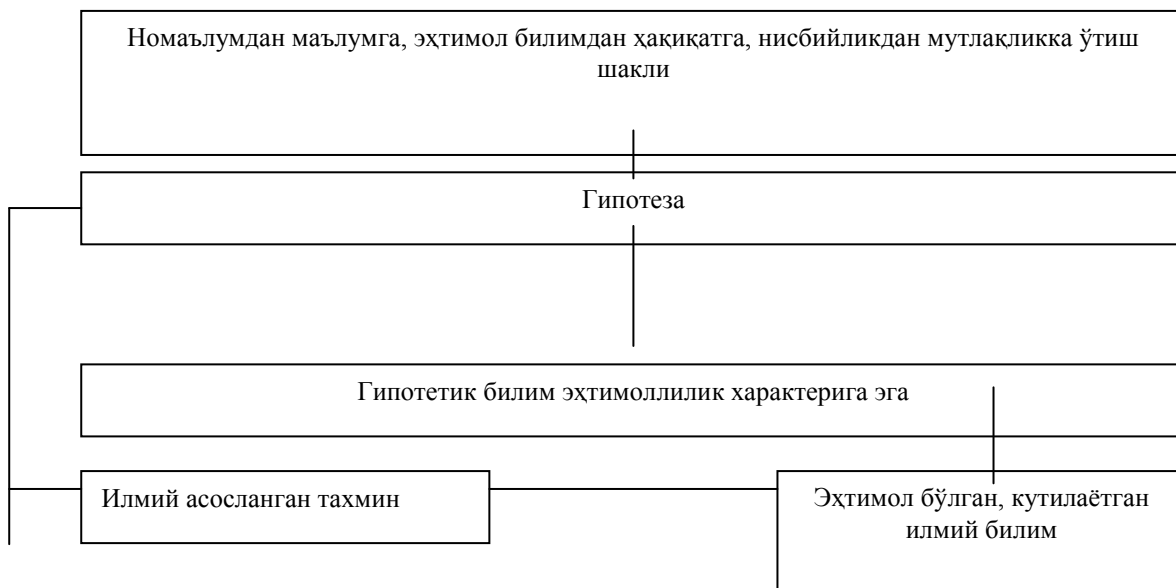 Номаълумдан маълумга, эҳтимол билимдан ҳақиқатга, нисбийликдан мутлақликка ўтиш
шакли
Гипотеза
Гипотетик билим эҳтимоллилик характерига эга
Илмий асосланган тахмин
Эҳтимол бўлган, кутилаётган
илмий билим